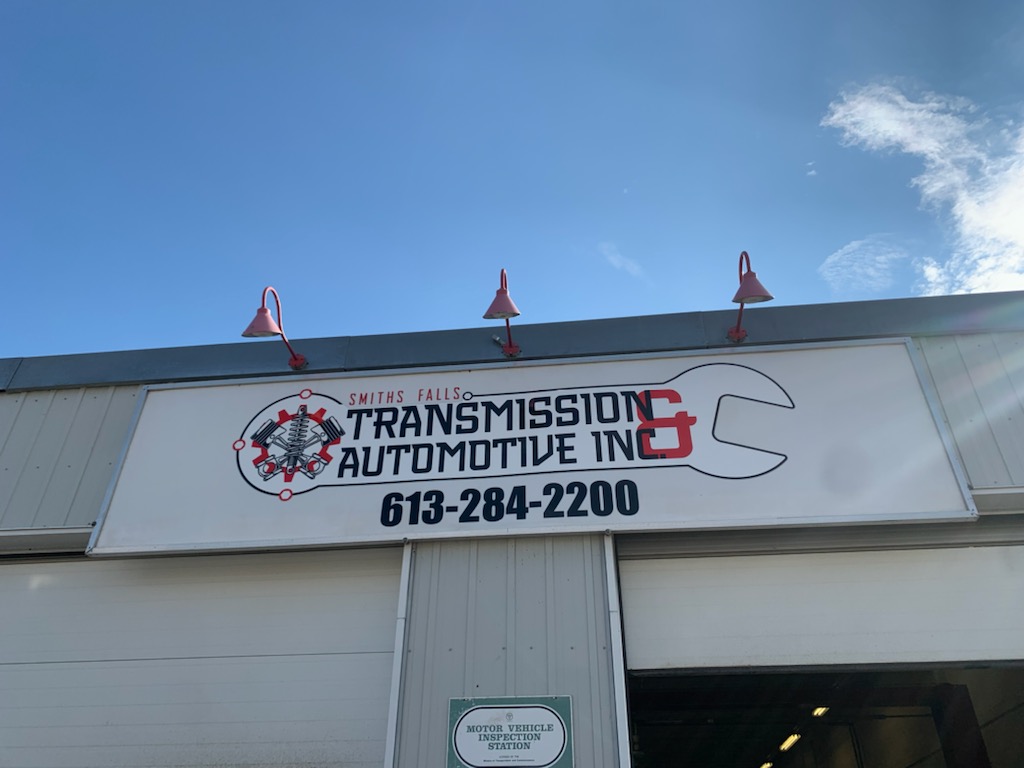 SMITHS FALLS
TRANSMISSION &
AUTOMOTIVE INC.
613-284-2200
MOTOR VEHICLE
INSPECTION
STATION